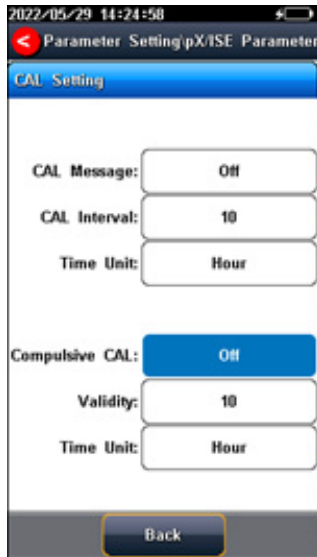 2022/05/29 14:24:58
< Parameter Setting\pX/ISE Parameter
CAL Setting
CAL Message: Off
CAL Interval: 10
Time Unit: Hour
Compulsive CAL: Off
Validity: 10
Time Unit: Hour
Back